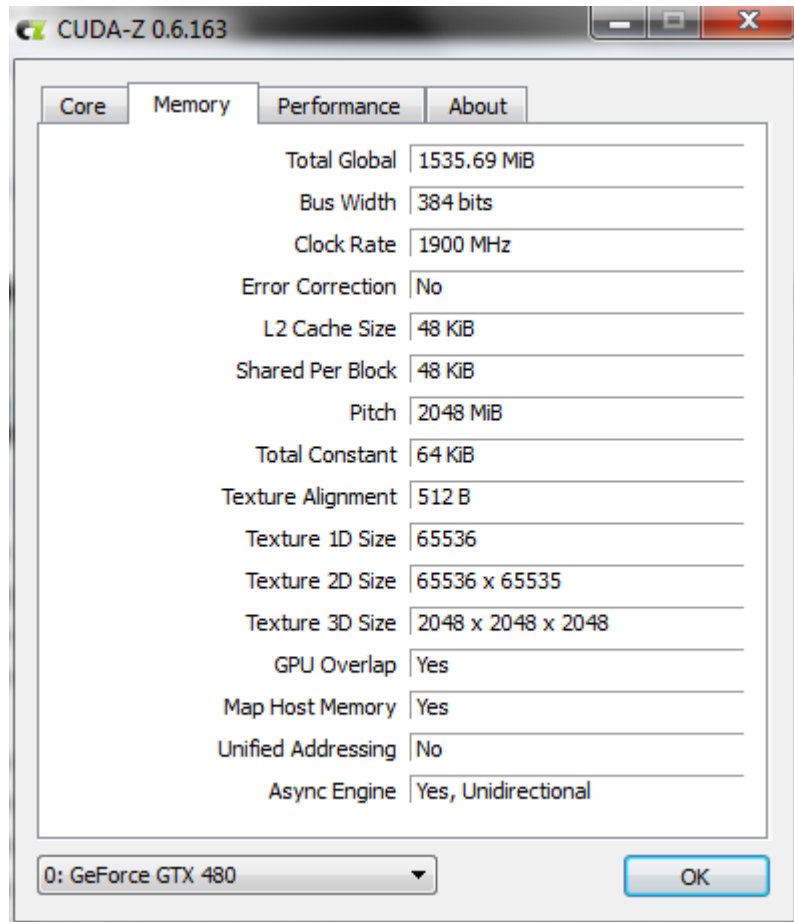 CZ CUDA-Z 0.6.163
Core Memory Performance About
Total Global 1535.69 MiB
Bus Width 384 bits
Clock Rate 1900 MHz
Error Correction No
L2 Cache Size 48 KiB
Shared Per Block 48 KiB
Pitch 2048 MiB
Total Constant 64 KiB
Texture Alignment 512 B
Texture 1D Size 65536
Texture 2D Size 65536 x 65535
Texture 3D Size 2048 x 2048 x 2048
GPU Overlap Yes
Map Host Memory Yes
Unified Addressing No
Async Engine Yes, Unidirectional
0: GeForce GTX 480 OK